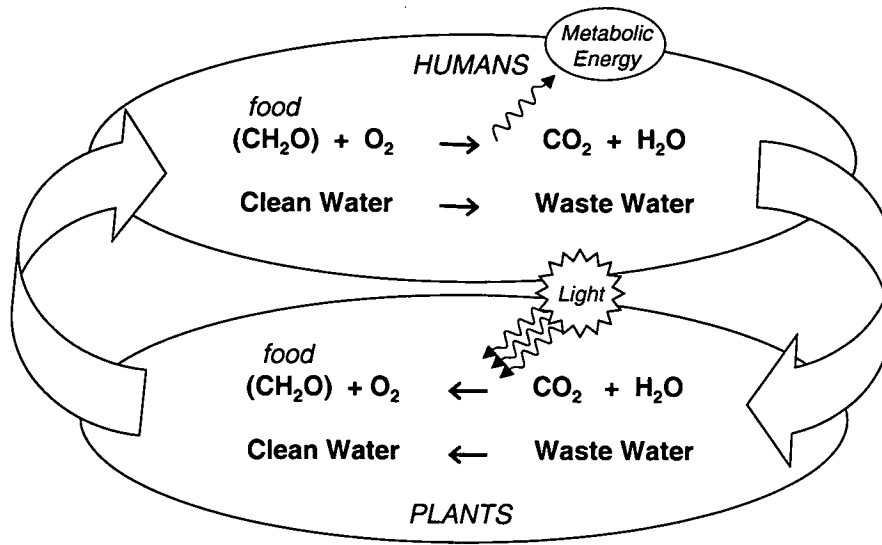 Metabolic
Energy
HUMANS
food
(CH₂O) + O₂ → CO₂ + H₂O
Clean Water → Waste Water
Light
food
(CH₂O) + O₂ ← CO₂ + H₂O
Clean Water ← Waste Water
PLANTS